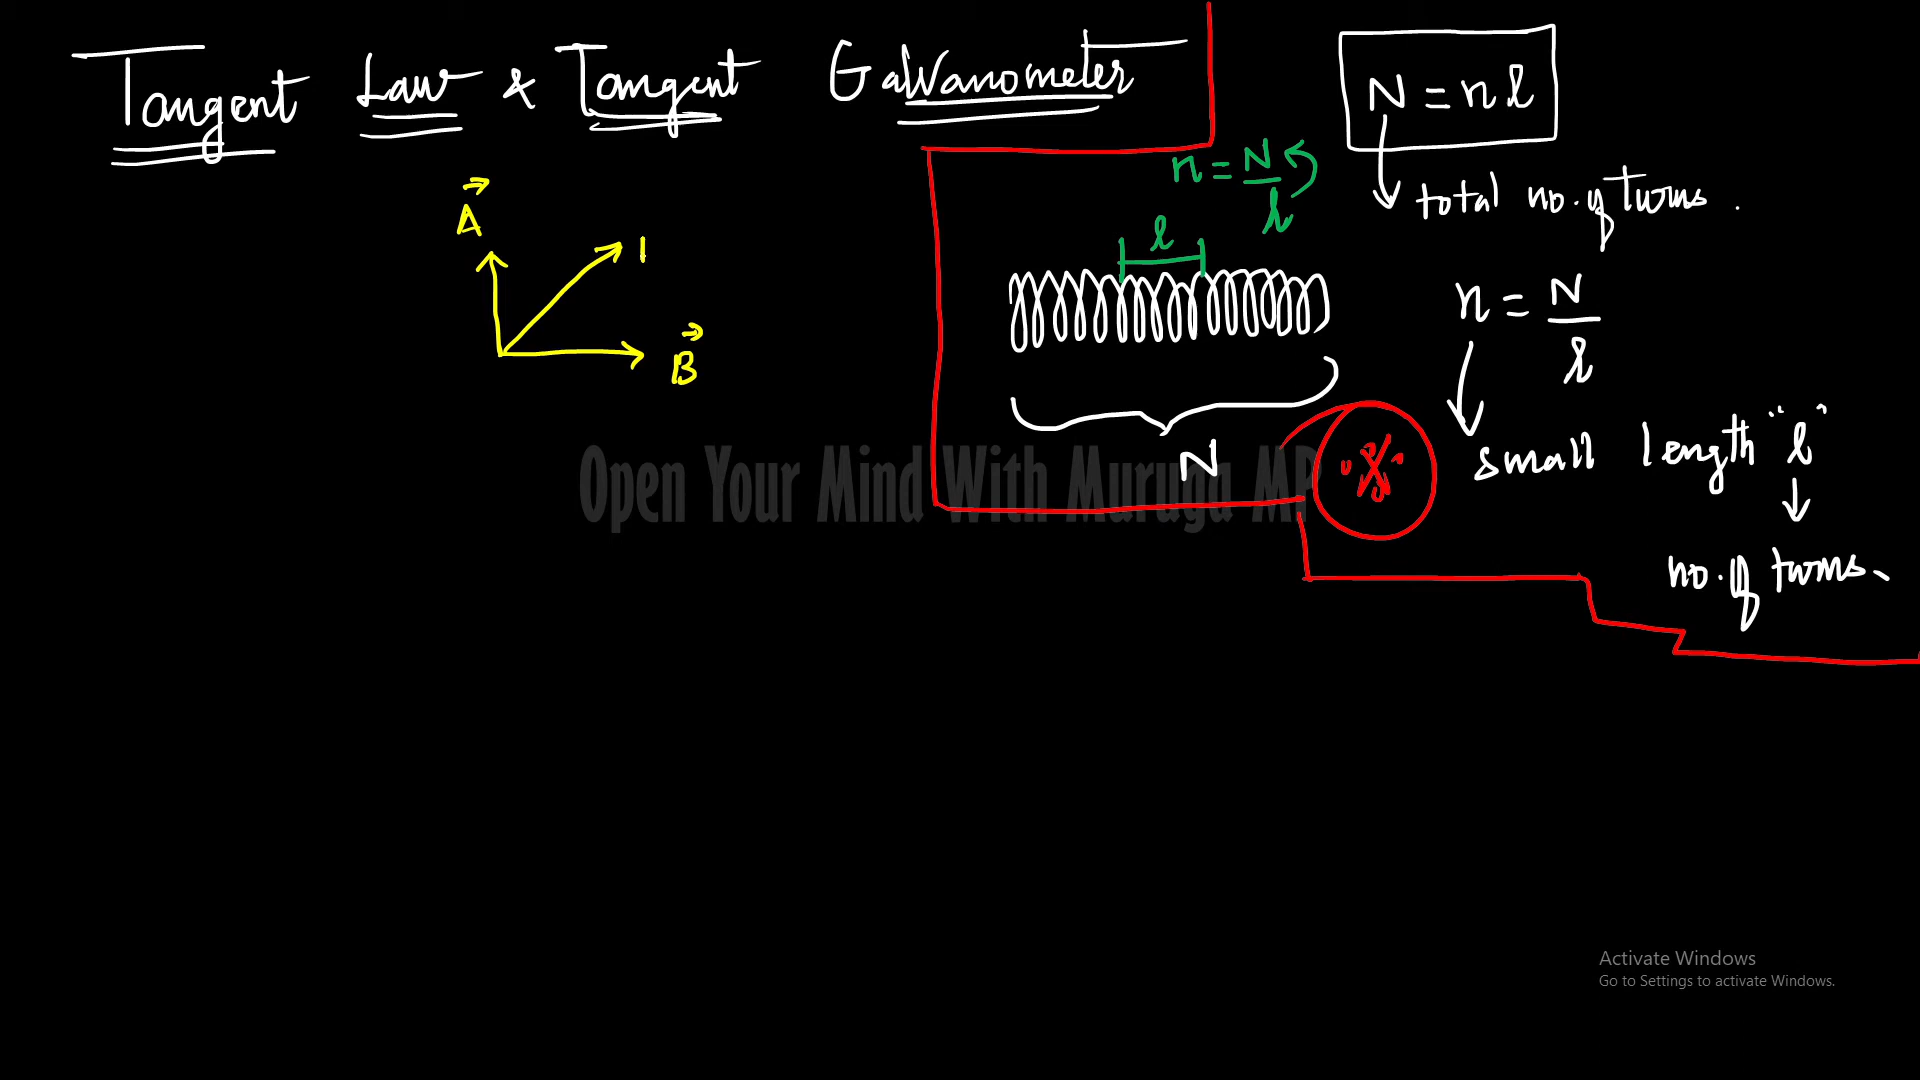 Tangent Law & Tangent Galvanometer
N = nl
n = N/l
total no. of Turns.
A
l
n = N/l
B
small length "l"
N
Open Your Mind With Muruga MP
no. of turns.
Activate Windows
Go to Settings to activate Windows.